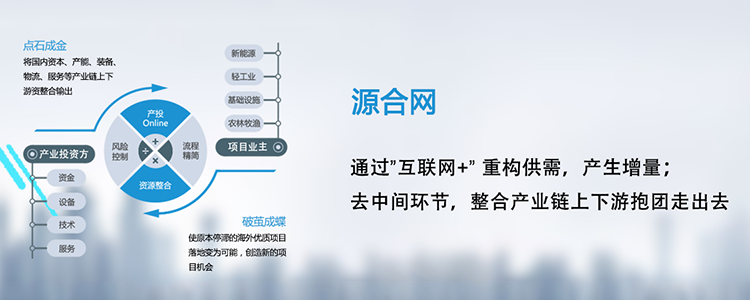 点石成金
将国内资本、产能、装备、
物流、服务等产业链上下
游资整合输出
新能源
轻工业
基础设施
农林牧渔
项目业主
产投
Online
风险
控制
流程
精简
资源整合
产业投资方
资金
设备
技术
服务
破茧成蝶
使原本停滞的海外优质项目
落地变为可能，创造新的项
目机会
源合网
通过”互联网+” 重构供需，产生增量；
去中间环节，整合产业链上下游抱团走出去